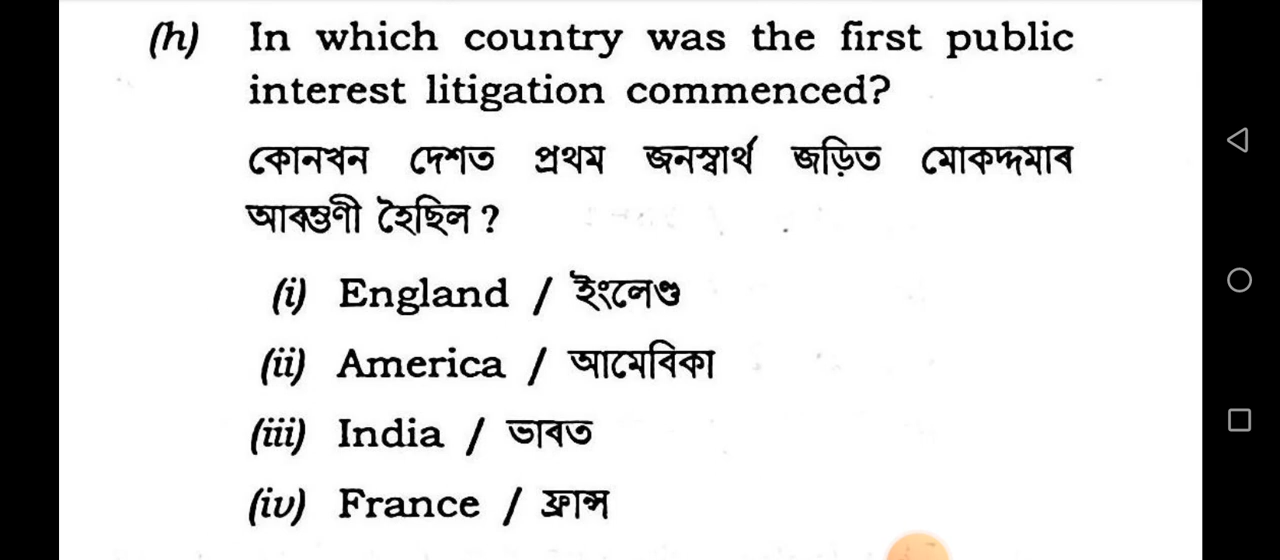 (h) In which country was the first public
interest litigation commenced?
কোনখন দেশত প্ৰথম জনস্বাৰ্থ জড়িত মোকদ্দমাৰ
আৰম্ভণী হৈছিল ?
(i) England / ইংলেণ্ড
(ii) America / আমেৰিকা
(iii) India / ভাৰত
(iv) France / ফ্ৰান্স